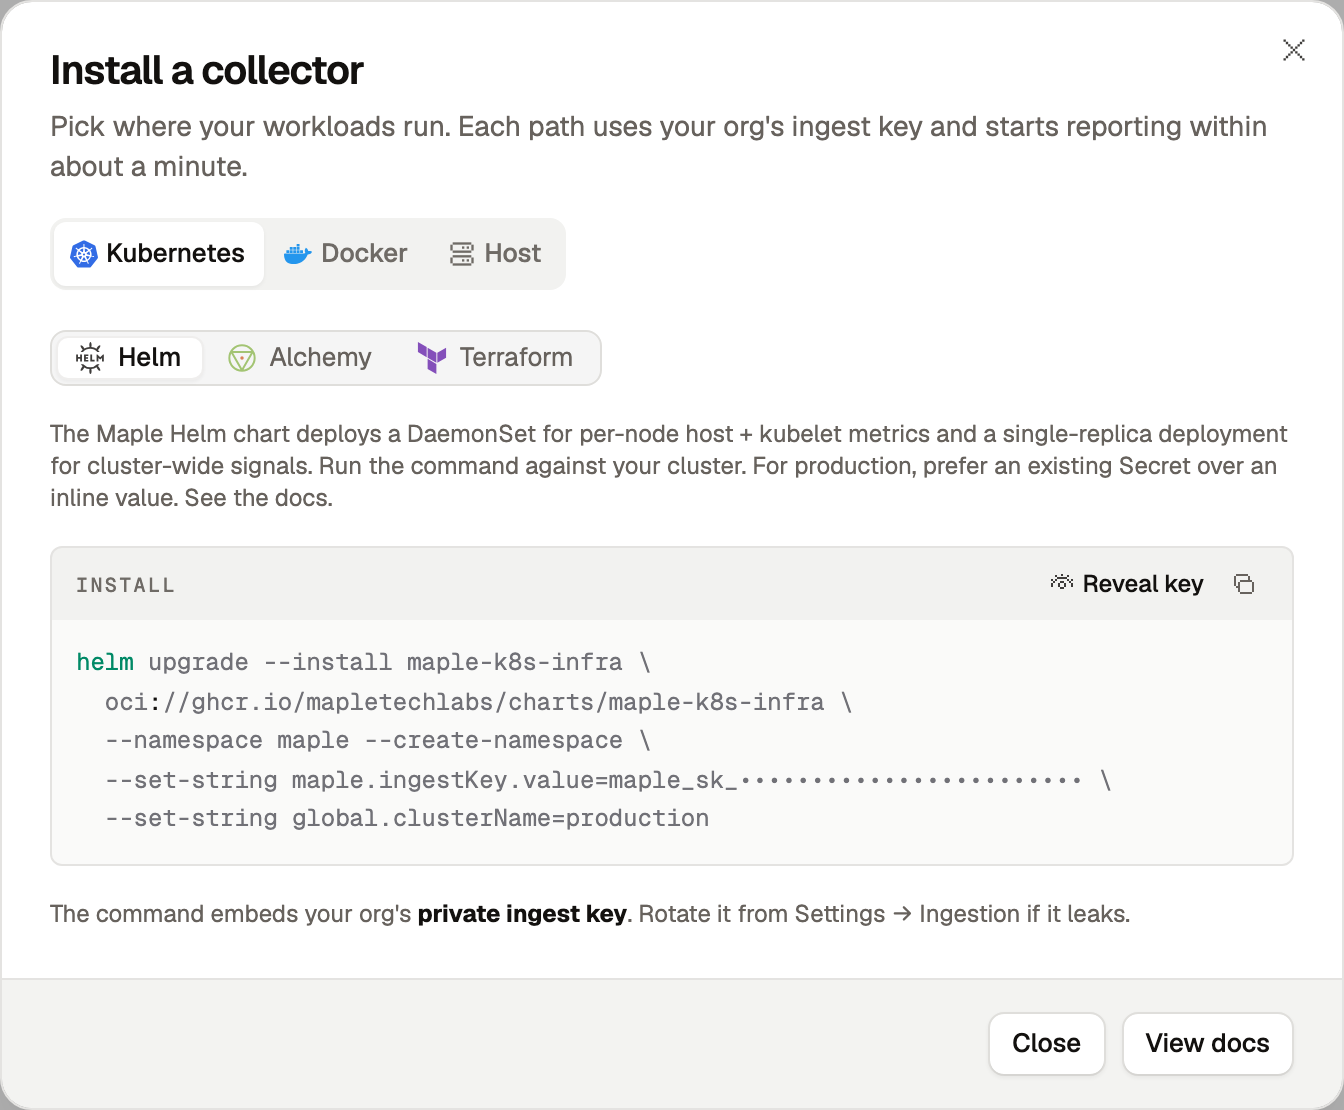 Install a collector
Pick where your workloads run. Each path uses your org's ingest key and starts reporting within
about a minute.
Kubernetes Docker Host
HELM Helm Alchemy Terraform
The Maple Helm chart deploys a DaemonSet for per-node host + kubelet metrics and a single-replica deployment
for cluster-wide signals. Run the command against your cluster. For production, prefer an existing Secret over an
inline value. See the docs.
INSTALL Reveal key
helm upgrade --install maple-k8s-infra \
oci://ghcr.io/mapletechlabs/charts/maple-k8s-infra \
--namespace maple --create-namespace \
--set-string maple.ingestKey.value=maple_sk_•••••••••••••••••••••••• \
--set-string global.clusterName=production
The command embeds your org's private ingest key. Rotate it from Settings → Ingestion if it leaks.
Close View docs